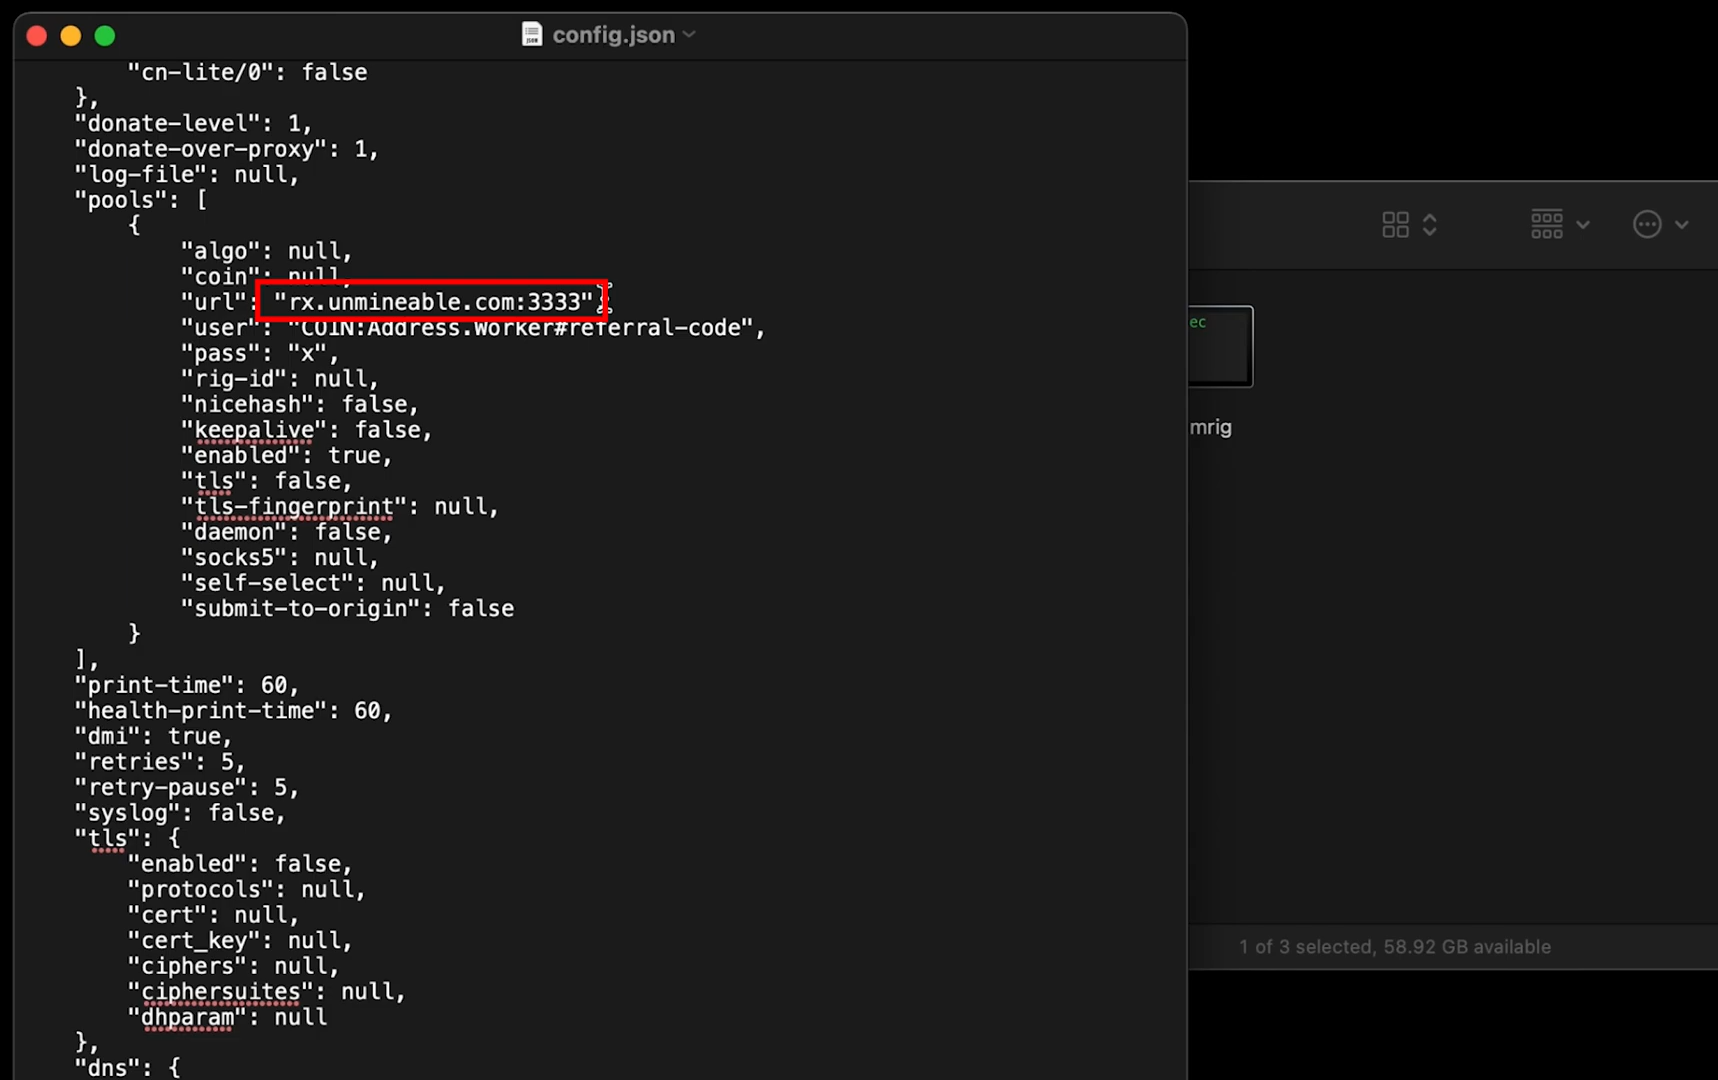 config.json
"cn-lite/0": false
},
"donate-level": 1,
"donate-over-proxy": 1,
"log-file": null,
"pools": [
{
"algo": null,
"coin": null,
"url": "rx.unmineable.com:3333",
"user": "COIN:Address.Worker#referral-code",
"pass": "x",
"rig-id": null,
"nicehash": false,
"keepalive": false,
"enabled": true,
"tls": false,
"tls-fingerprint": null,
"daemon": false,
"socks5": null,
"self-select": null,
"submit-to-origin": false
}
],
"print-time": 60,
"health-print-time": 60,
"dmi": true,
"retries": 5,
"retry-pause": 5,
"syslog": false,
"tls": {
"enabled": false,
"protocols": null,
"cert": null,
"cert_key": null,
"ciphers": null,
"ciphersuites": null,
"dhparam": null
},
"dns": {
ec
mrig
1 of 3 selected, 58.92 GB available